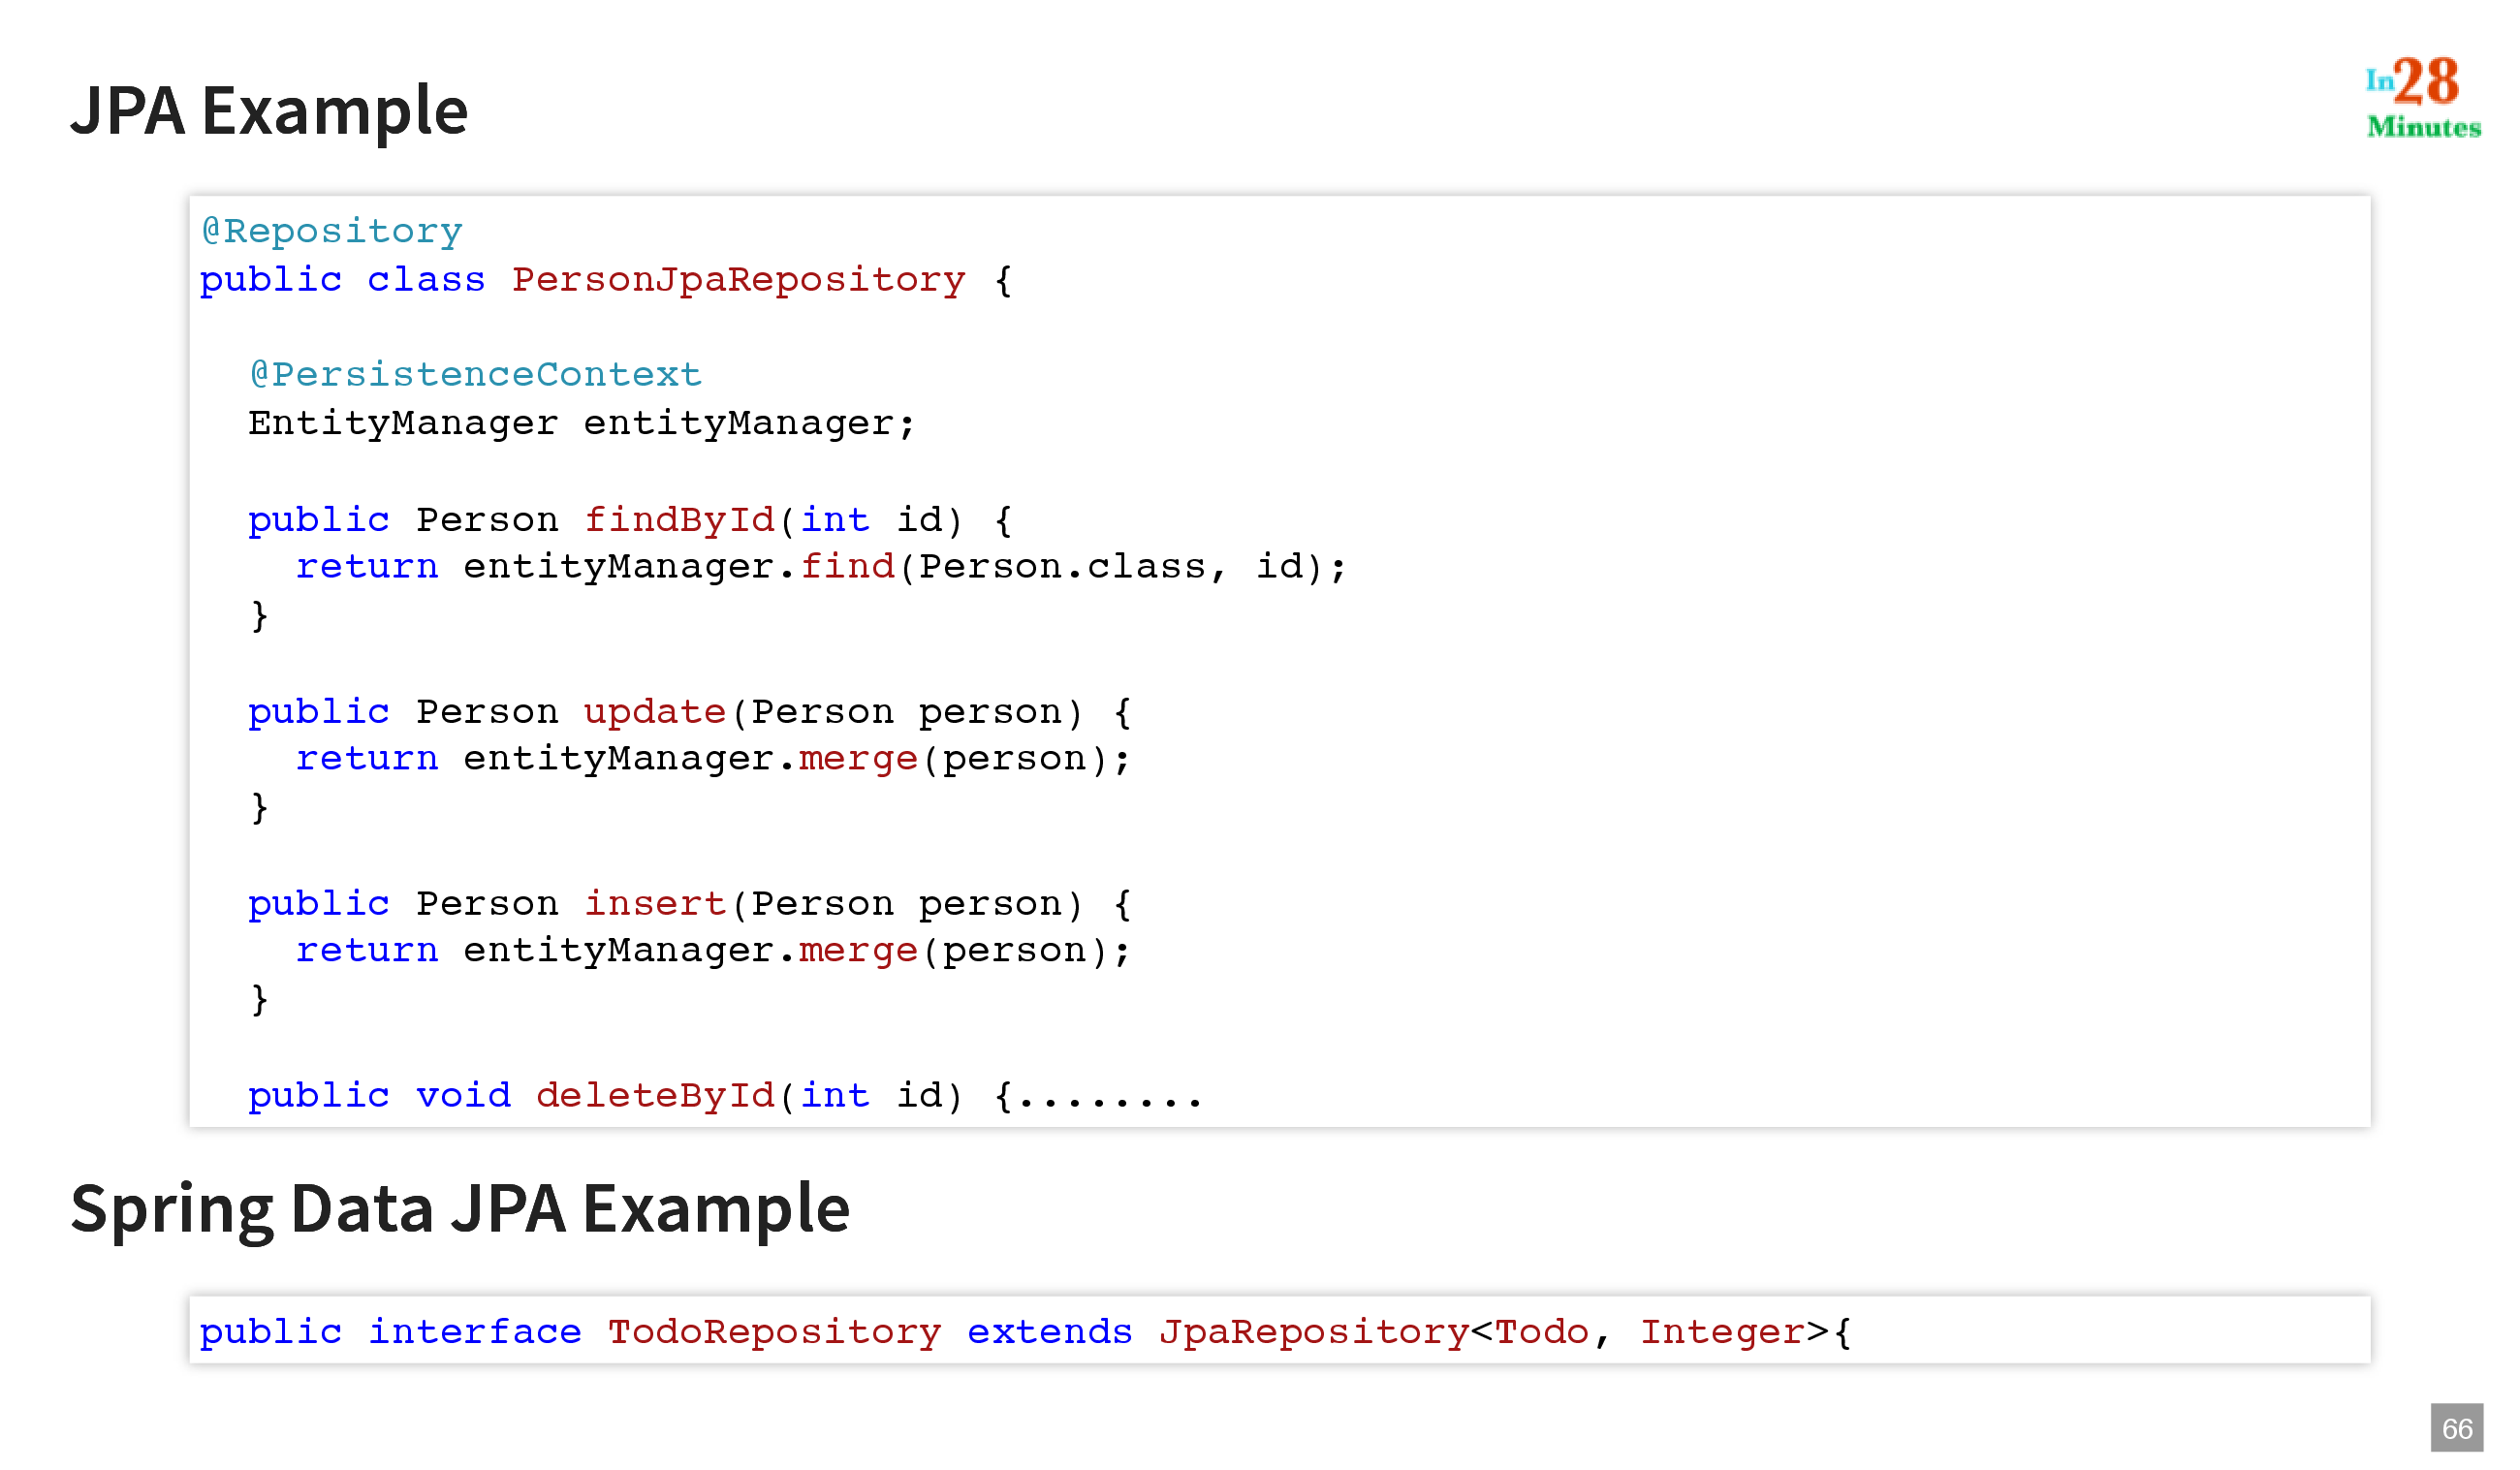 JPA Example
In28
Minutes
@Repository
public class PersonJpaRepository {
@PersistenceContext
EntityManager entityManager;
public Person findById(int id) {
return entityManager.find(Person.class, id);
}
public Person update(Person person) {
return entityManager.merge(person);
}
public Person insert(Person person) {
return entityManager.merge(person);
}
public void deleteById(int id) {........
Spring Data JPA Example
public interface TodoRepository extends JpaRepository<Todo, Integer>{
66